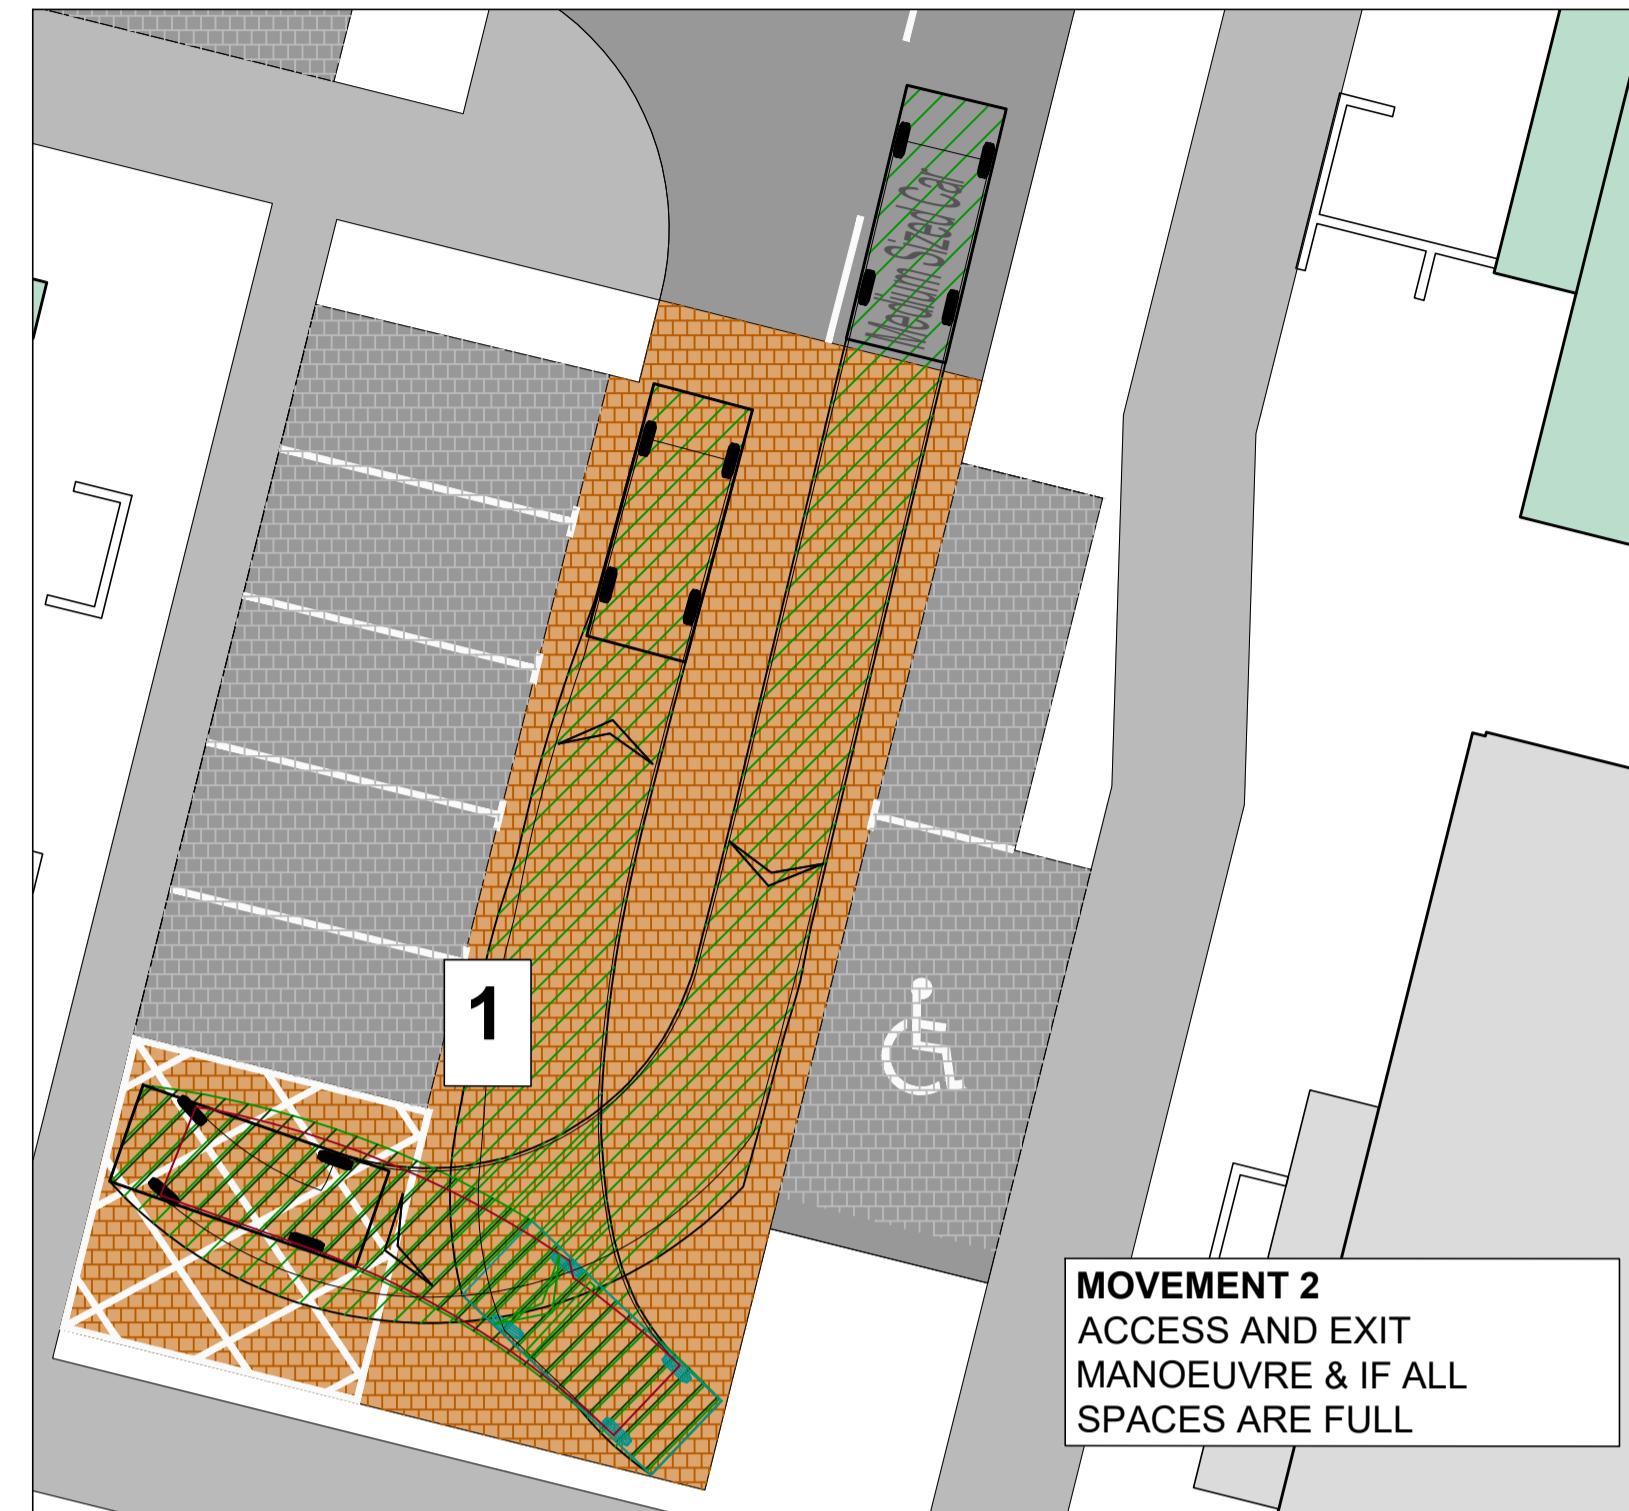 Medium Sized Car
1
MOVEMENT 2
ACCESS AND EXIT
MANOEUVRE & IF ALL
SPACES ARE FULL